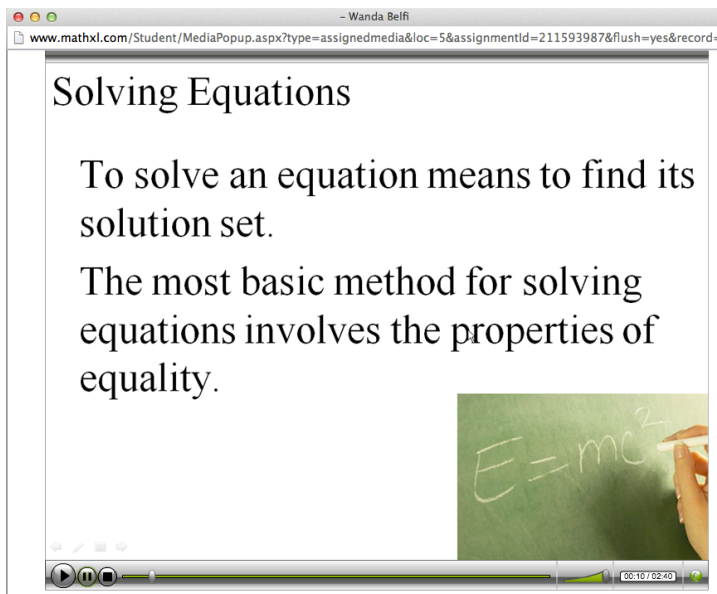 – Wanda Belfi
www.mathxl.com/Student/MediaPopup.aspx?type=assignedmedia&loc=5&assignmentId=211593987&flush=yes&record=
Solving Equations
To solve an equation means to find its
solution set.
The most basic method for solving
equations involves the properties of
equality.
E = mc²
00:10 / 02:40